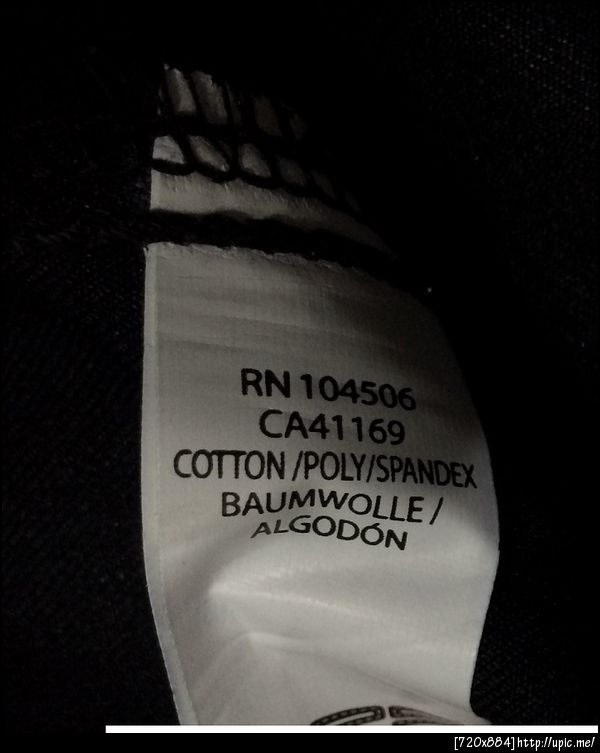 RN 104506
CA41169
COTTON /POLY/SPANDEX
BAUMWOLLE /
ALGODÓN
[720x884]http://upic.me/